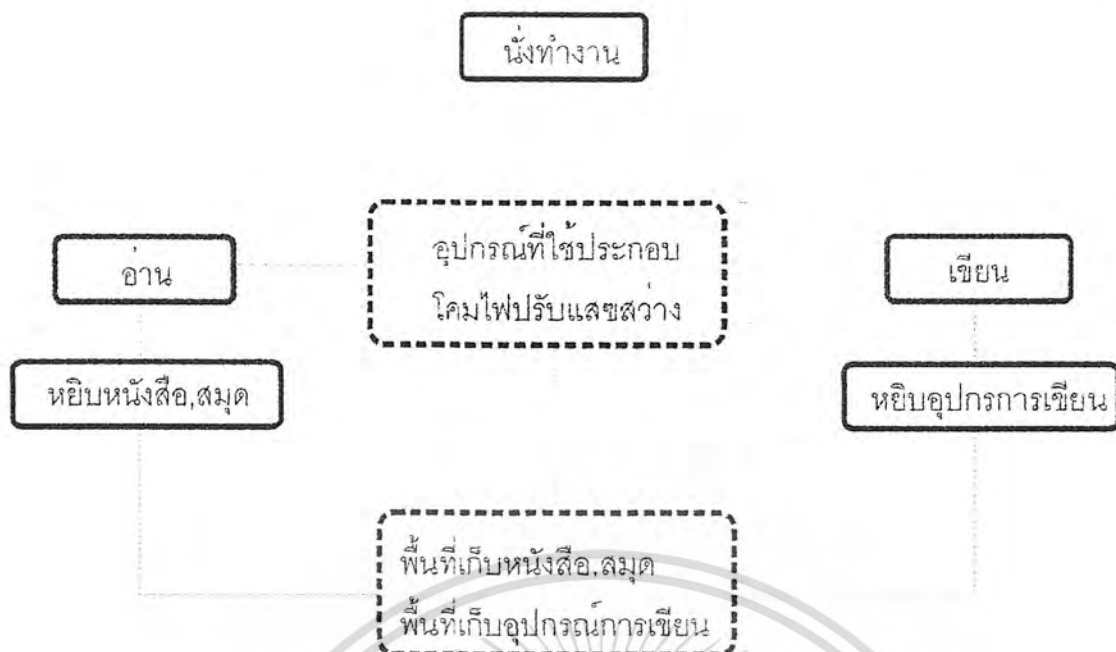 นั่งทำงาน
อ่าน
อุปกรณ์ที่ใช้ประกอบ
โคมไฟปรับแสซสว่าง
เขียน
หยิบหนังสือ,สมุด
หยิบอุปกรการเขียน
พื้นที่เก็บหนังสือ,สมุด
พื้นที่เก็บอุปกรณ์การเขียน